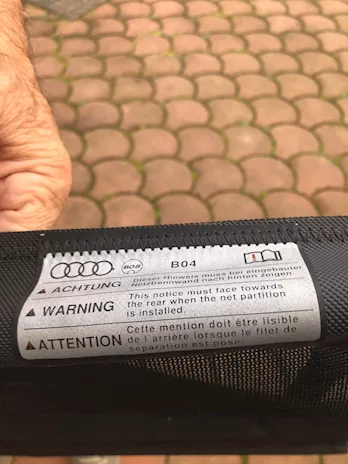 BOS B04
ACHTUNG Dieser Hinweis muss bei eingebauter
Netztrennwand nach hinten zeigen.
WARNING This notice must face towards
the rear when the net partition
is installed.
ATTENTION Cette mention doit être lisible
de l'arrière lorsque le filet de
séparation est posé.